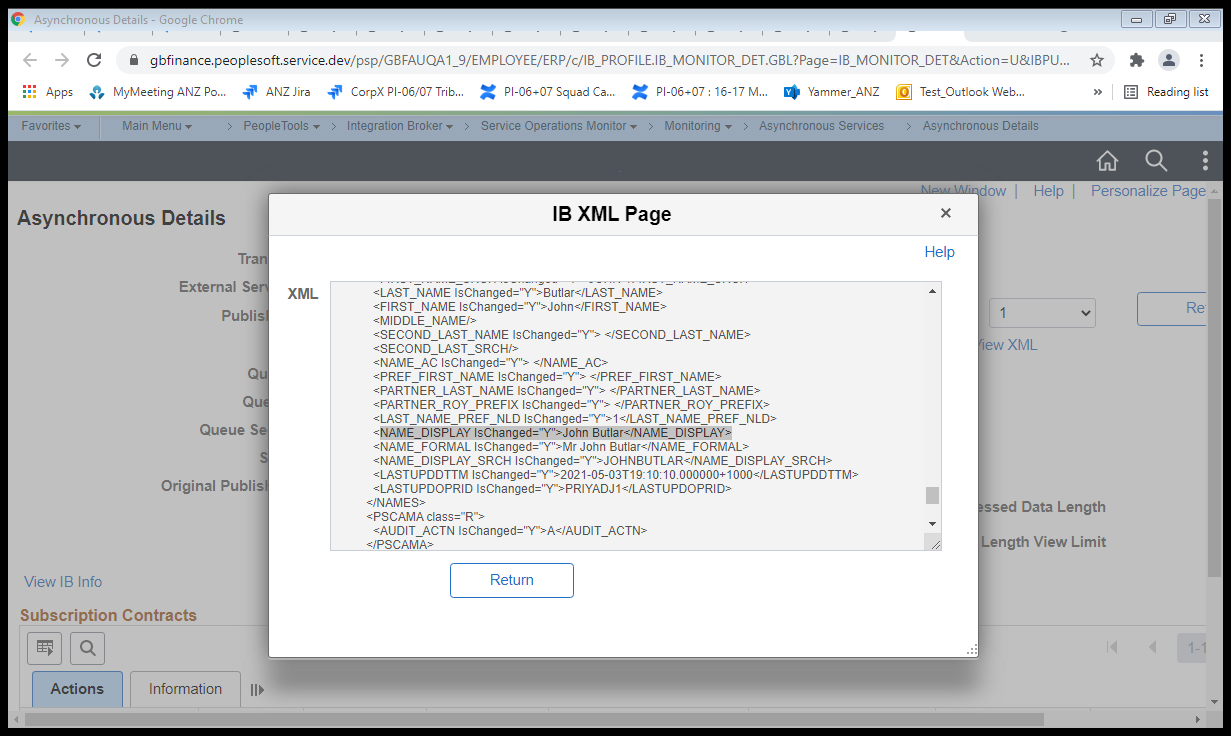 Asynchronous Details - Google Chrome
gbfinance.peoplesoft.service.dev/psp/GBFAUQA1_9/EMPLOYEE/ERP/c/IB_PROFILE.IB_MONITOR_DET.GBL?Page=IB_MONITOR_DET&Action=U&IBPU...
Apps MyMeeting ANZ Po... ANZ Jira CorpX PI-06/07 Trib... PI-06+07 Squad Ca... PI-06+07 : 16-17 M... Yammer_ANZ Test_Outlook Web... » Reading list
Favorites Main Menu > PeopleTools > Integration Broker > Service Operations Monitor > Monitoring > Asynchronous Services > Asynchronous Details
New Window | Help | Personalize Page
Asynchronous Details
IB XML Page
×
Help
Tran
External Serv
Publish
Qu
Que
Queue Se
S
Original Publish
XML
<LAST_NAME IsChanged="Y">Butlar</LAST_NAME>
<FIRST_NAME IsChanged="Y">John</FIRST_NAME>
<MIDDLE_NAME/>
<SECOND_LAST_NAME IsChanged="Y"> </SECOND_LAST_NAME>
<SECOND_LAST_SRCH/>
<NAME_AC IsChanged="Y"> </NAME_AC>
<PREF_FIRST_NAME IsChanged="Y"> </PREF_FIRST_NAME>
<PARTNER_LAST_NAME IsChanged="Y"> </PARTNER_LAST_NAME>
<PARTNER_ROY_PREFIX IsChanged="Y"> </PARTNER_ROY_PREFIX>
<LAST_NAME_PREF_NLD IsChanged="Y">1</LAST_NAME_PREF_NLD>
<NAME_DISPLAY IsChanged="Y">John Butlar</NAME_DISPLAY>
<NAME_FORMAL IsChanged="Y">Mr John Butlar</NAME_FORMAL>
<NAME_DISPLAY_SRCH IsChanged="Y">JOHNBUTLAR</NAME_DISPLAY_SRCH>
<LASTUPDDTTM IsChanged="Y">2021-05-03T19:10:10.000000+1000</LASTUPDDTTM>
<LASTUPDOPRID IsChanged="Y">PRIYADJ1</LASTUPDOPRID>
</NAMES>
<PSCAMA class="R">
<AUDIT_ACTN IsChanged="Y">A</AUDIT_ACTN>
</PSCAMA>
1
Re
View XML
essed Data Length
Length View Limit
Return
View IB Info
Subscription Contracts
1-1
Actions Information